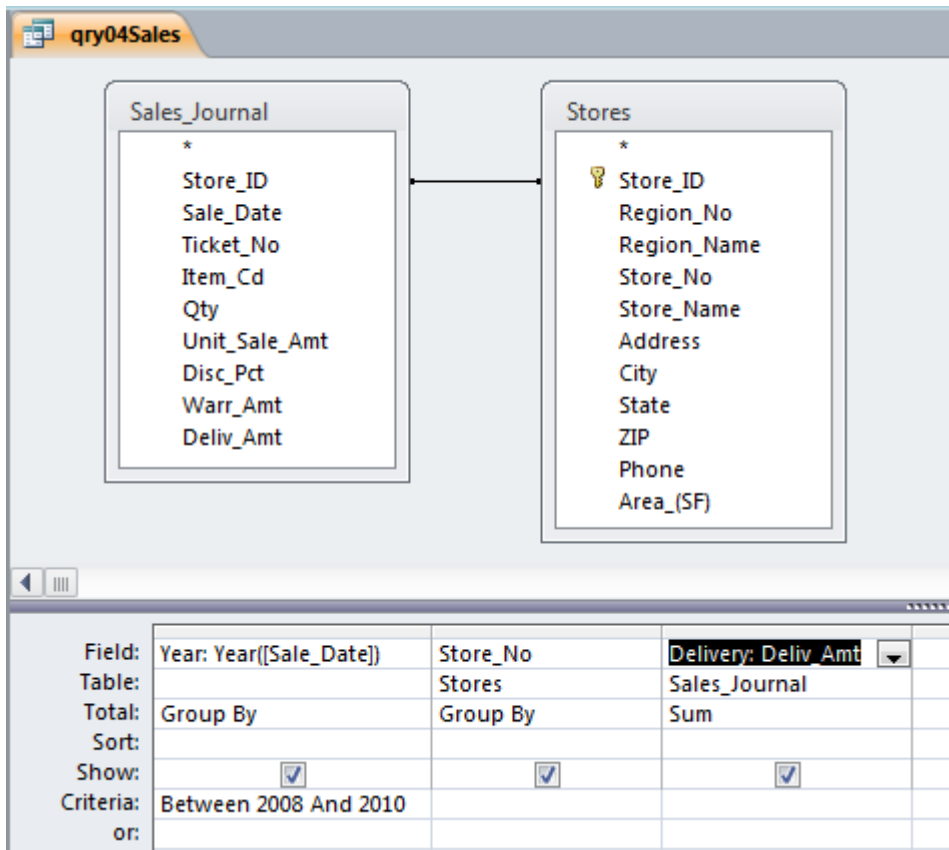 qry04Sales
Sales_Journal
*
Store_ID
Sale_Date
Ticket_No
Item_Cd
Qty
Unit_Sale_Amt
Disc_Pct
Warr_Amt
Deliv_Amt
Stores
*
Store_ID
Region_No
Region_Name
Store_No
Store_Name
Address
City
State
ZIP
Phone
Area_(SF)
Field: Year: Year([Sale_Date]) Store_No Delivery: Deliv_Amt
Table: Stores Sales_Journal
Total: Group By Group By Sum
Sort:
Show:
Criteria: Between 2008 And 2010
or: